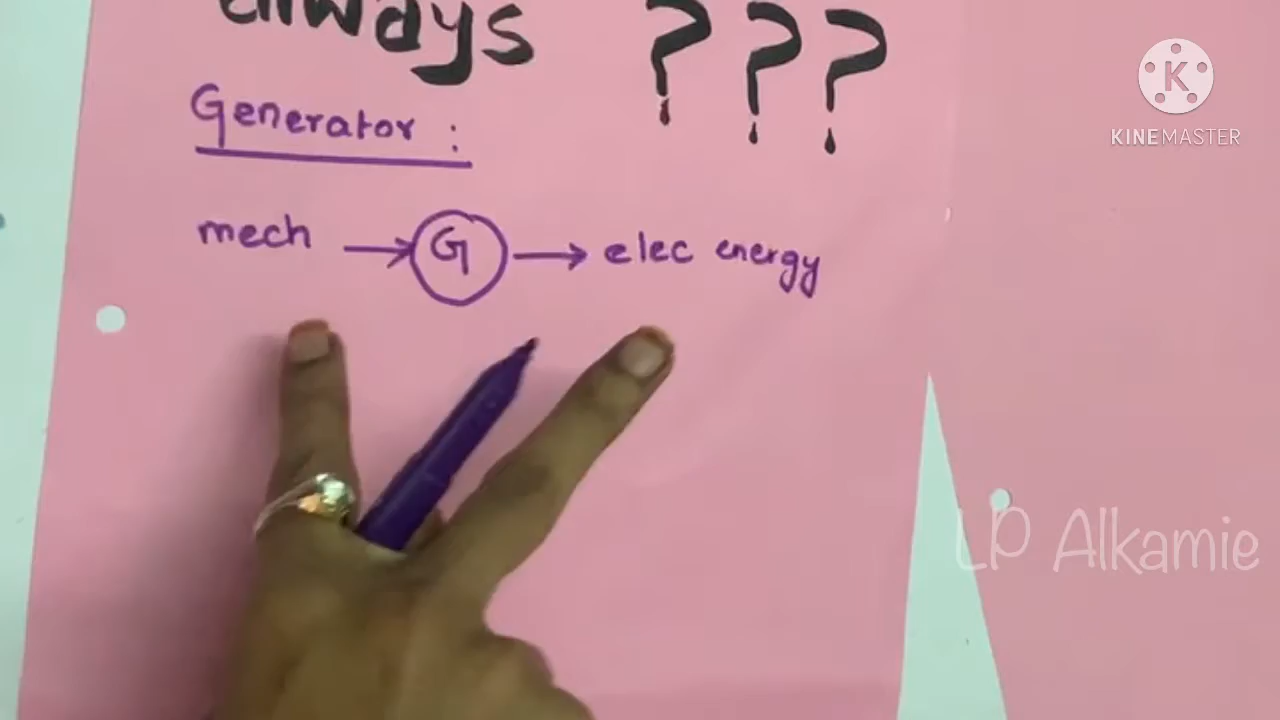 always ???
Generator :
mech → G → elec energy
K
KINEMASTER
LP Alkamie